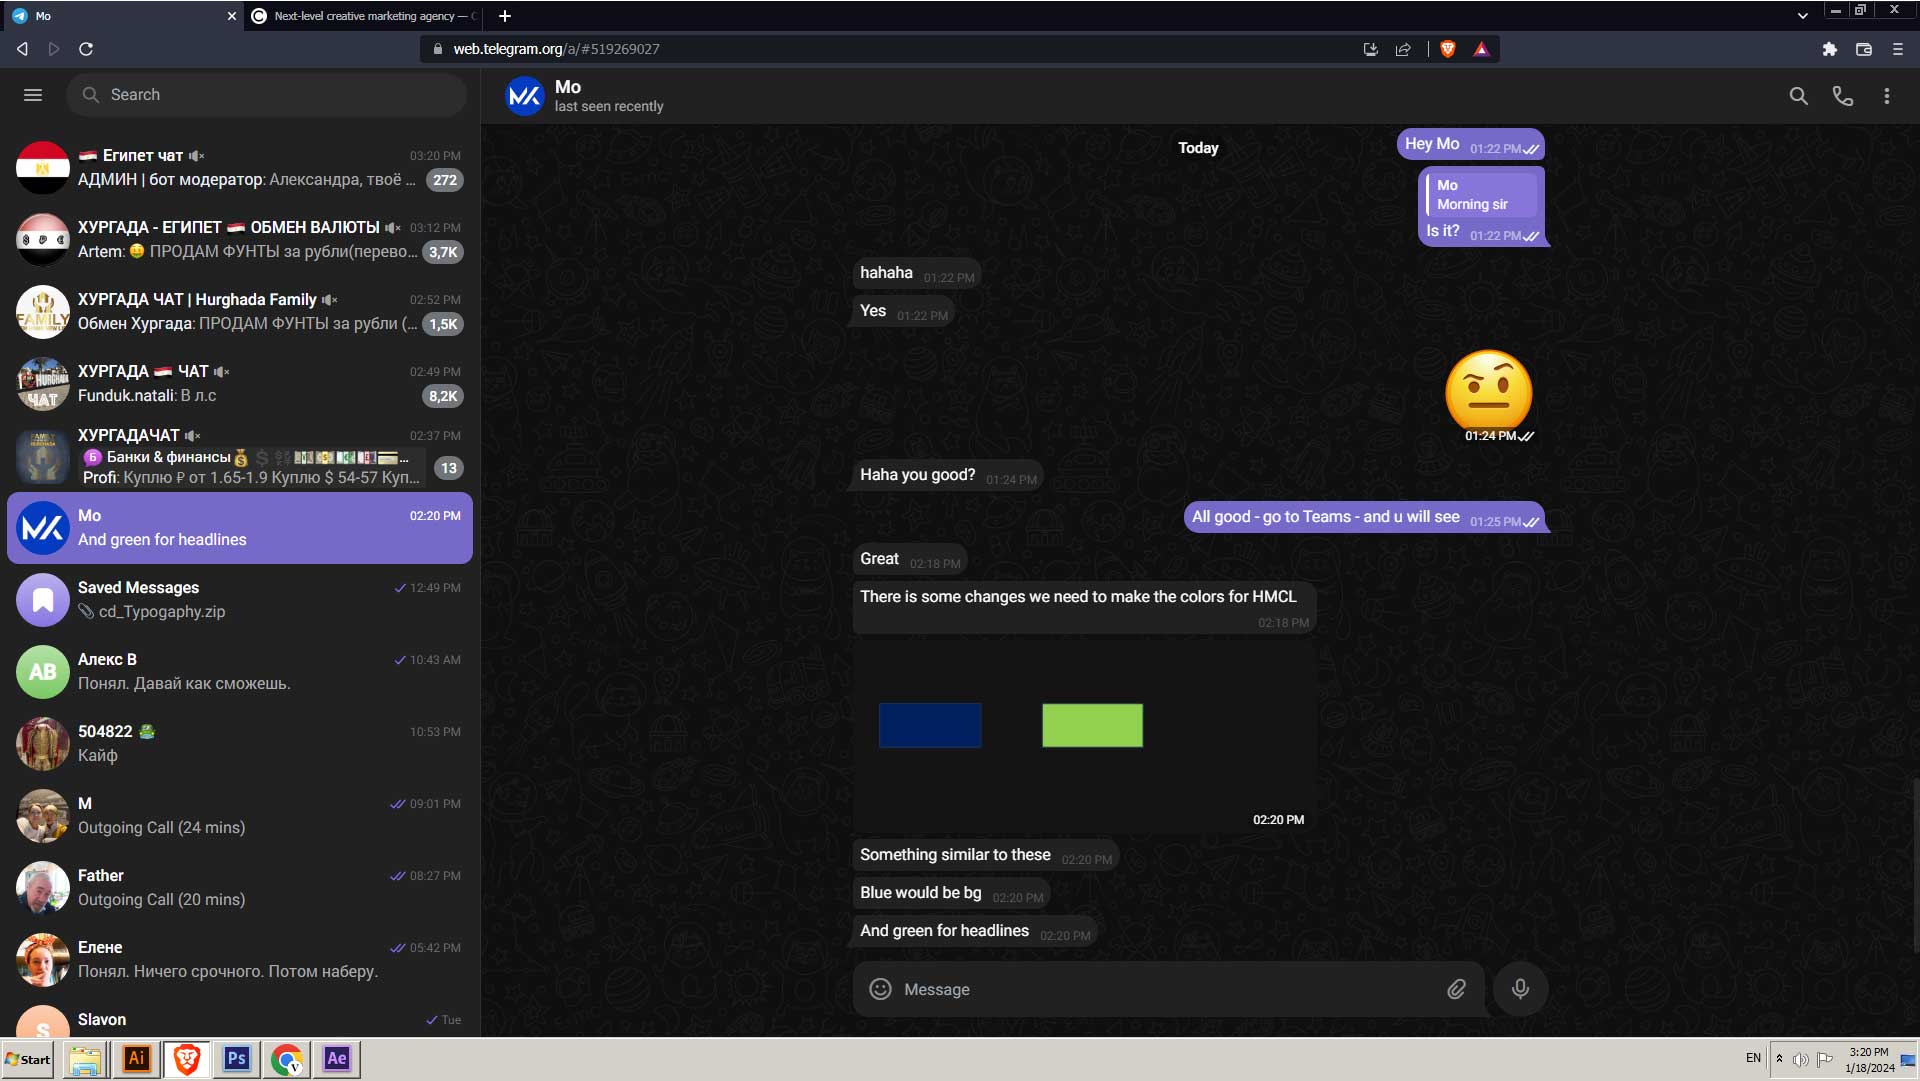 Mo
Next-level creative marketing agency —
web.telegram.org/a/#519269027
Search
Египет чат
03:20 PM
АДМИН | бот модератор: Александра, твоё ...
272
ХУРГАДА - ЕГИПЕТ 🇪🇬 ОБМЕН ВАЛЮТЫ
03:12 PM
Artem: 🤑 ПРОДАМ ФУНТЫ за рубли(перево...
3,7K
FAMILY
ХУРГАДА ЧАТ | Hurghada Family
02:52 PM
Обмен Хургада: ПРОДАМ ФУНТЫ за рубли (...
1,5K
HURGHADA
ЧАТ
ХУРГАДА 🇪🇬 ЧАТ
02:49 PM
Funduk.natali: В л.с
8,2K
ХУРГАДАЧАТ
02:37 PM
Б Банки & финансы💰...
Profi: Куплю ₽ от 1.65-1.9 Куплю $ 54-57 Куп...
13
Mo
02:20 PM
And green for headlines
Saved Messages
12:49 PM
cd_Typogaphy.zip
АВ
Алекс В
10:43 AM
Понял. Давай как сможешь.
504822 🐸
10:53 PM
Кайф
М
09:01 PM
Outgoing Call (24 mins)
Father
08:27 PM
Outgoing Call (20 mins)
Елене
05:42 PM
Понял. Ничего срочного. Потом наберу.
S
Slavon
Tue
MK
Mo
last seen recently
Today
Hey Mo 01:22 PM
Mo
Morning sir
Is it? 01:22 PM
hahaha 01:22 PM
Yes 01:22 PM
01:24 PM
Haha you good? 01:24 PM
All good - go to Teams - and u will see 01:25 PM
Great 02:18 PM
There is some changes we need to make the colors for HMCL
02:18 PM
02:20 PM
Something similar to these 02:20 PM
Blue would be bg 02:20 PM
And green for headlines 02:20 PM
Message
Start
Ai
Ps
V
Ae
EN
3:20 PM
1/18/2024